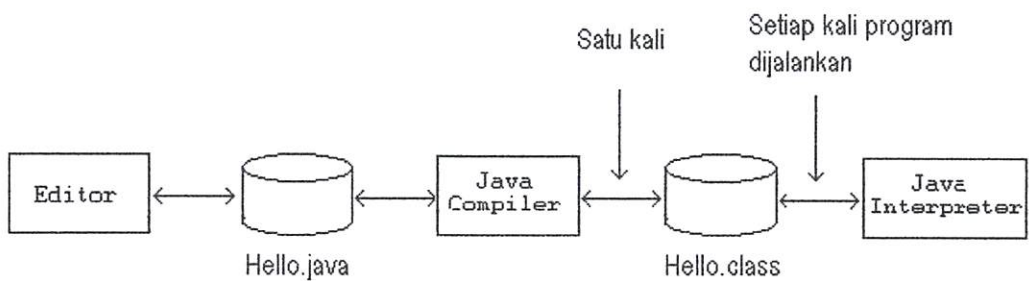 Satu kali
Setiap kali program
dijalankan
Editor
Java
Compiler
Java
Interpreter
Hello.java
Hello.class